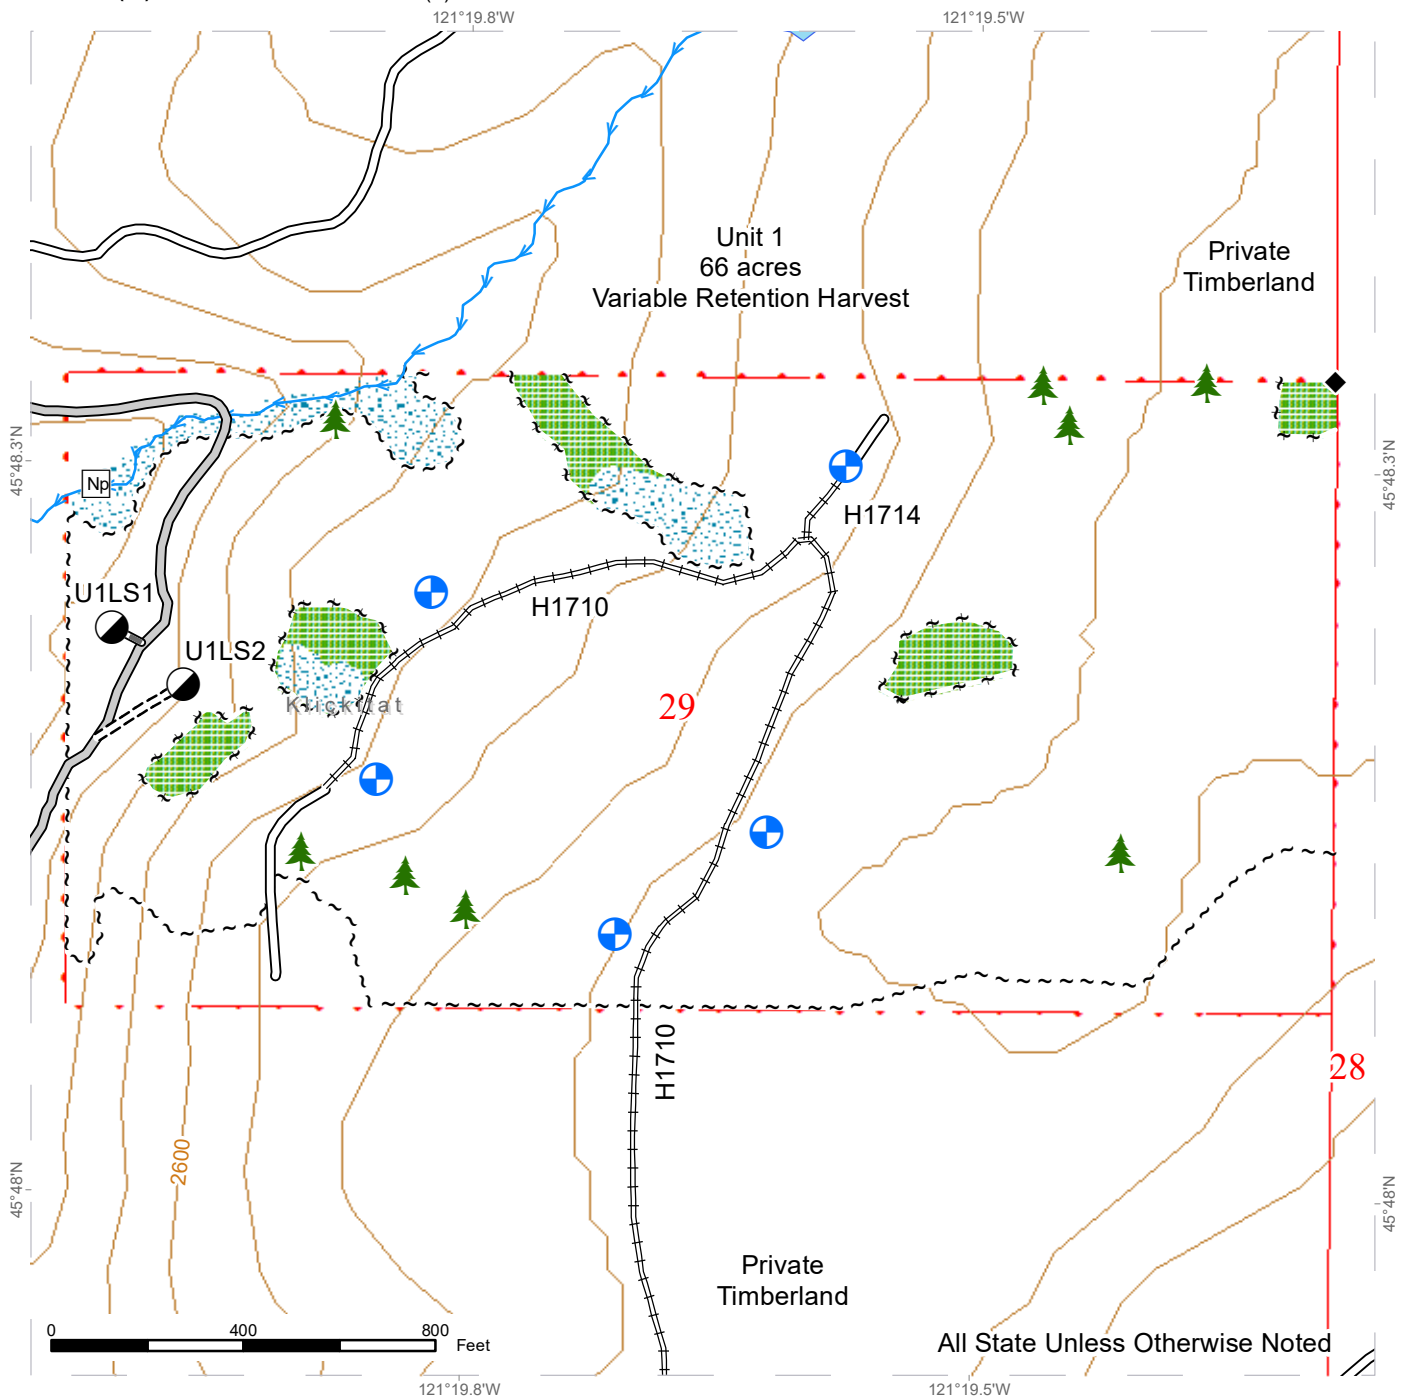 121°19.8'W
121°19.5'W
Unit 1
66 acres
Variable Retention Harvest
Private
Timberland
45°48.3'N
45°48.3'N
Np
H1714
U1LS1
H1710
U1LS2
Klickitat
29
H1710
28
2600
45°48'N
45°48'N
Private
Timberland
0
400
800
Feet
All State Unless Otherwise Noted
121°19.8'W
121°19.5'W